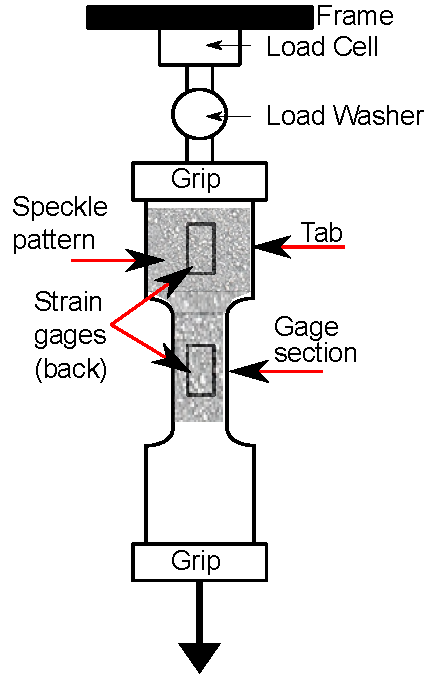 Frame
Load Cell
Load Washer
Grip
Speckle
pattern
Tab
Strain
gages
(back)
Gage
section
Grip